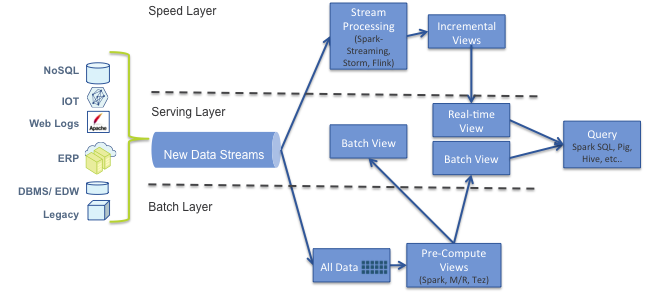 Speed Layer
Stream
Processing
(Spark-
Streaming,
Storm, Flink)
Incremental
Views
NoSQL
IOT
Web Logs
Apache
ERP
DBMS/ EDW
Legacy
Serving Layer
New Data Streams
Batch View
Real-time
View
Batch View
Query
Spark SQL, Pig,
Hive, etc..
Batch Layer
All Data
Pre-Compute
Views
(Spark, M/R, Tez)